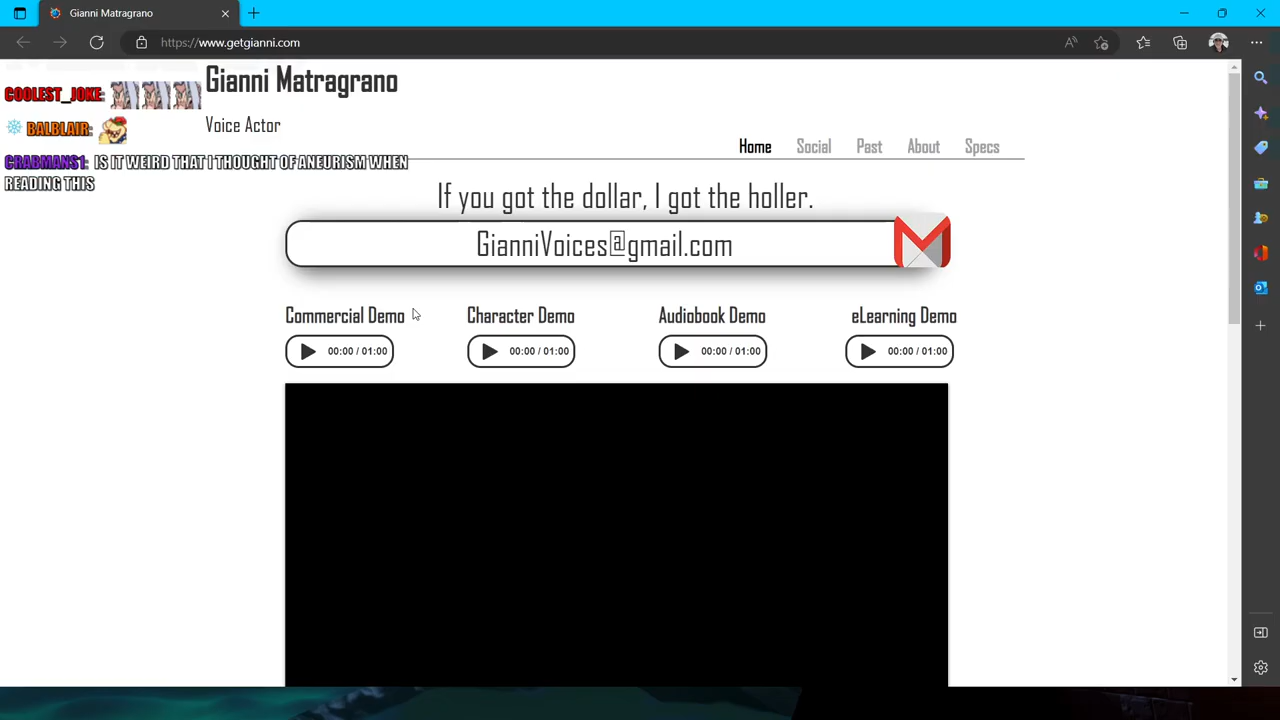 Gianni Matragrano
https://www.getgianni.com
Gianni Matragrano
COOLEST_JOKE:
Voice Actor
BALBLAIR:
Home Social Past About Specs
CRABMANS1: IS IT WEIRD THAT I THOUGHT OF ANEURISM WHEN
READING THIS
If you got the dollar, I got the holler.
GianniVoices@gmail.com
Commercial Demo Character Demo Audiobook Demo eLearning Demo
00:00 / 01:00 00:00 / 01:00 00:00 / 01:00 00:00 / 01:00